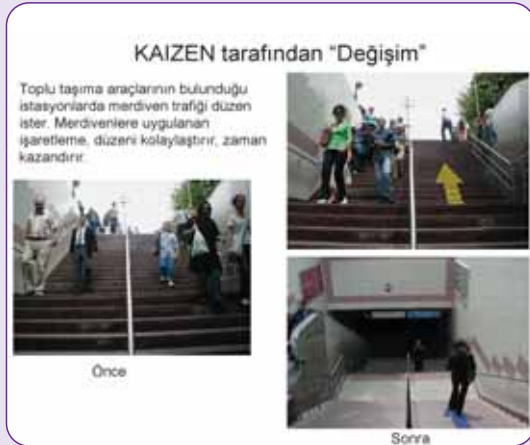 KAIZEN tarafından "Değişim"
Toplu taşıma araçlarının bulunduğu
istasyonlarda merdiven trafiği düzen
ister. Merdivenlere uygulanan
işaretleme, düzeni kolaylaştırır, zaman
kazandırır.
Önce
Sonra